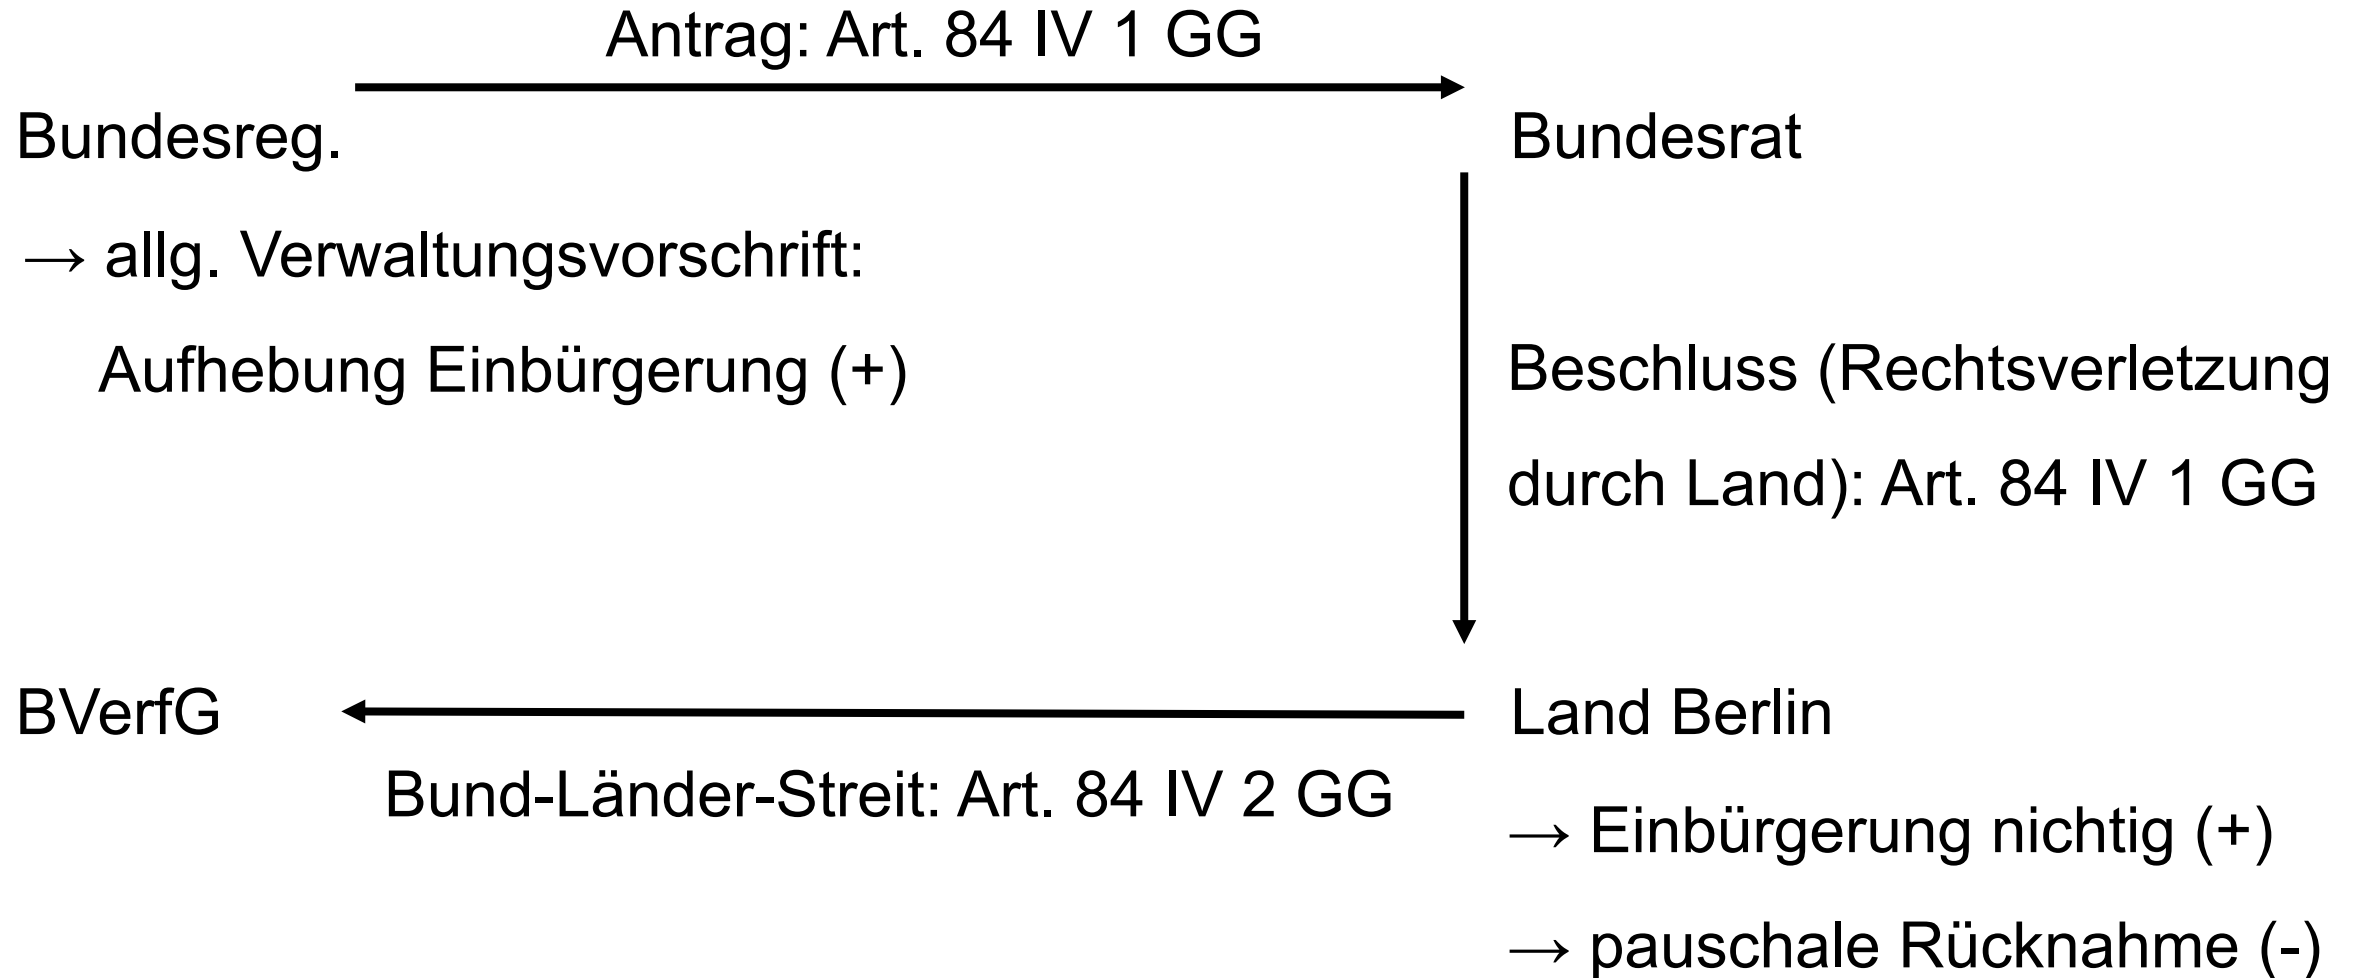 Antrag: Art. 84 IV 1 GG
Bundesreg.
Bundesrat
→ allg. Verwaltungsvorschrift:
Aufhebung Einbürgerung (+)
Beschluss (Rechtsverletzung
durch Land): Art. 84 IV 1 GG
BVerfG
Land Berlin
Bund-Länder-Streit: Art. 84 IV 2 GG
→ Einbürgerung nichtig (+)
→ pauschale Rücknahme (-)